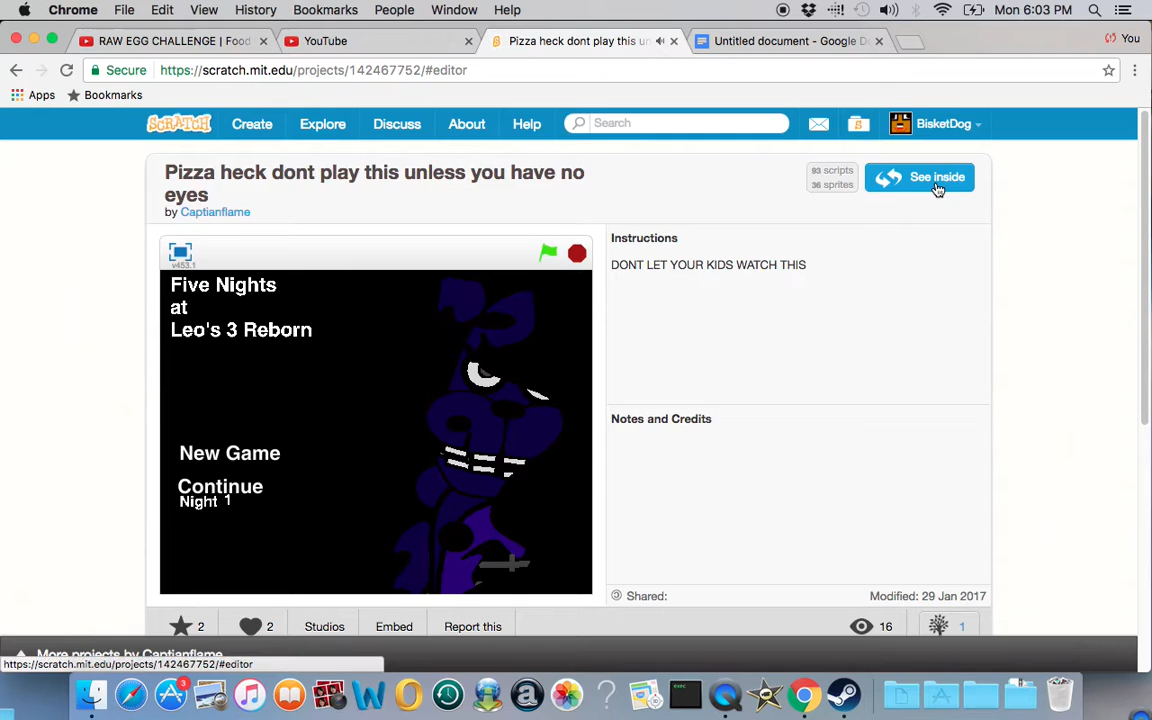 Chrome File Edit View History Bookmarks People Window Help Mon 6:03 PM
RAW EGG CHALLENGE | Food YouTube Pizza heck dont play this un Untitled document - Google D You
Secure https://scratch.mit.edu/projects/142467752/#editor
Apps Bookmarks
SCRATCH Create Explore Discuss About Help Search BisketDog
Pizza heck dont play this unless you have no
eyes
by Captianflame
93 scripts
36 sprites
See inside
v453.1
Five Nights
at
Leo's 3 Reborn
New Game
Continue
Night 1
Instructions
DONT LET YOUR KIDS WATCH THIS
Notes and Credits
Shared: Modified: 29 Jan 2017
2 2 Studios Embed Report this 16 1
More projects by Captianflame
https://scratch.mit.edu/projects/142467752/#editor
3